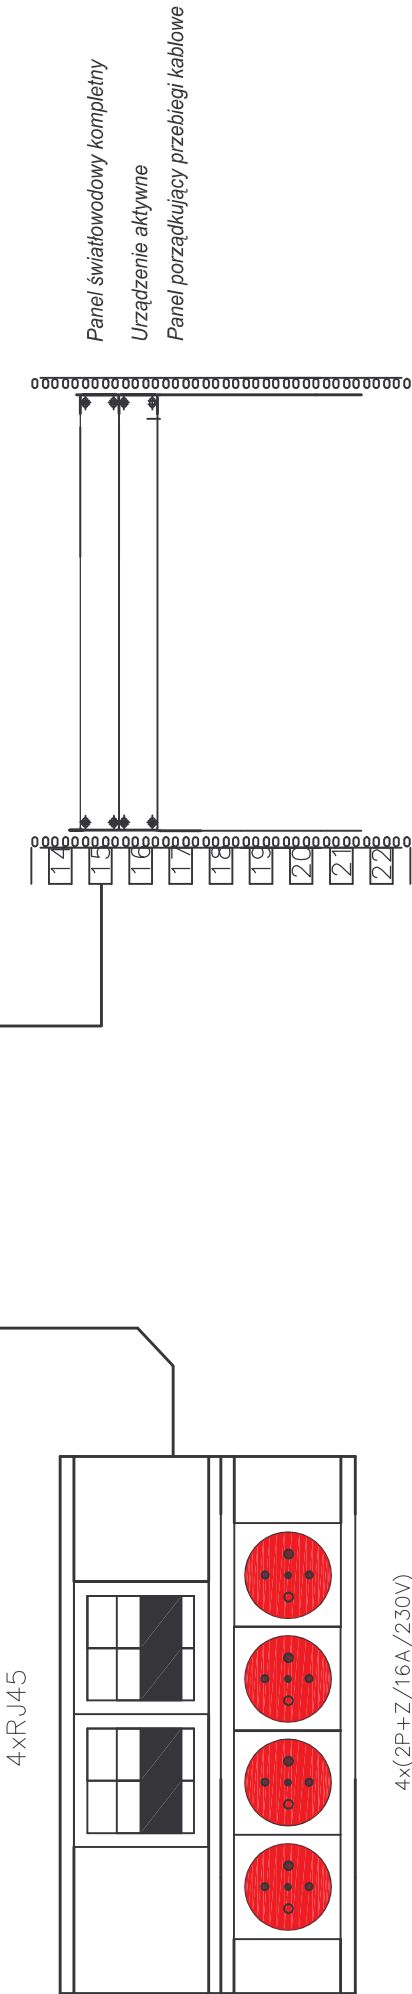 Panel światłowodowy kompletny
Urządzenie aktywne
Panel porządkujący przebiegi kablowe
14
15
16
17
18
19
20
21
22
4xRJ45
4x(2P+Z/16A/230V)